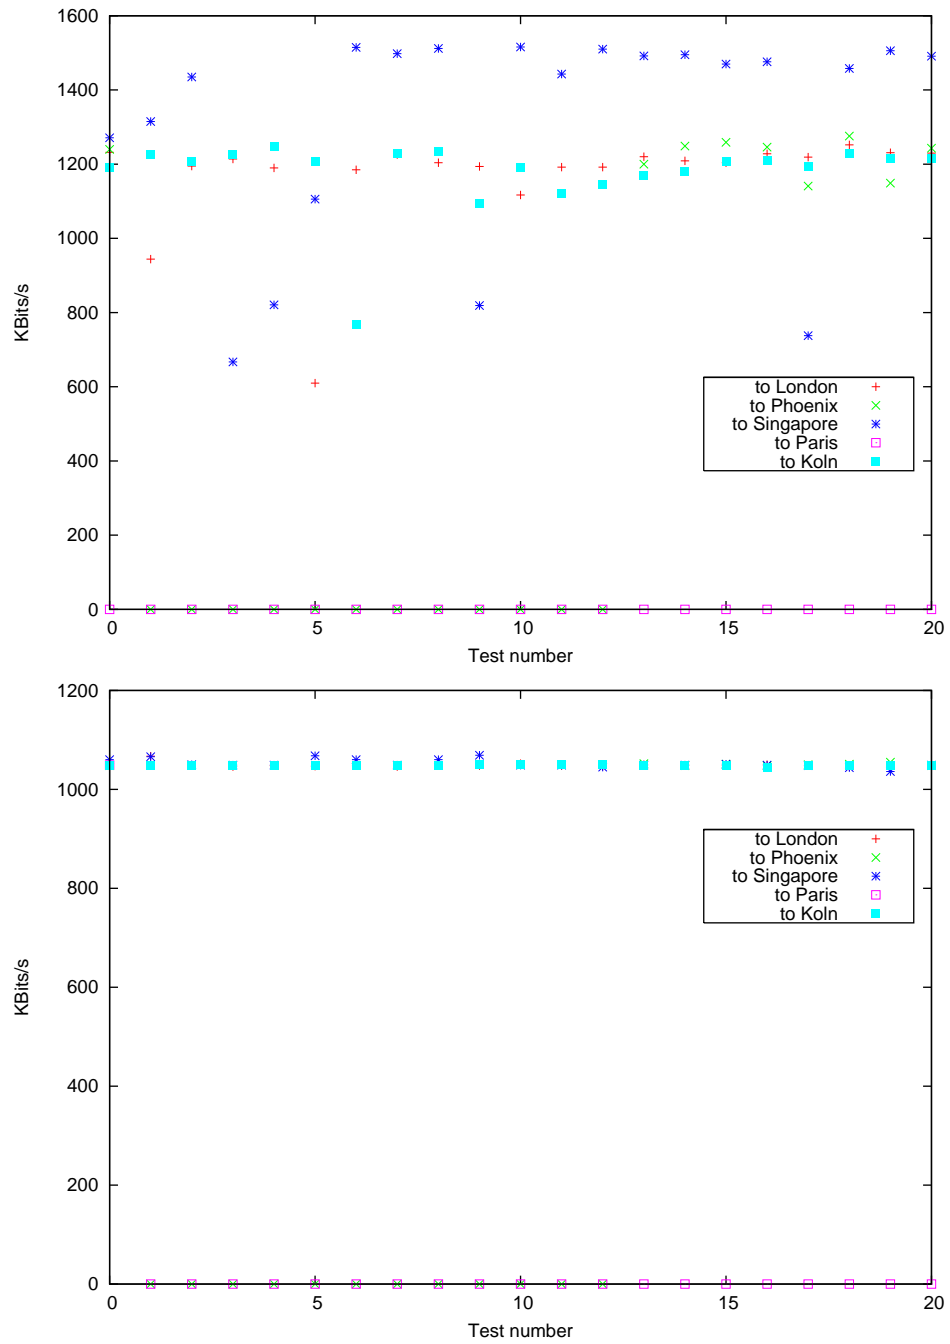 1600
1400
1200
1000
800
600
400
200
0
KBits/s
to London
to Phoenix
to Singapore
to Paris
to Koln
0 5 10 15 20
Test number
1200
1000
800
600
400
200
0
KBits/s
to London
to Phoenix
to Singapore
to Paris
to Koln
0 5 10 15 20
Test number